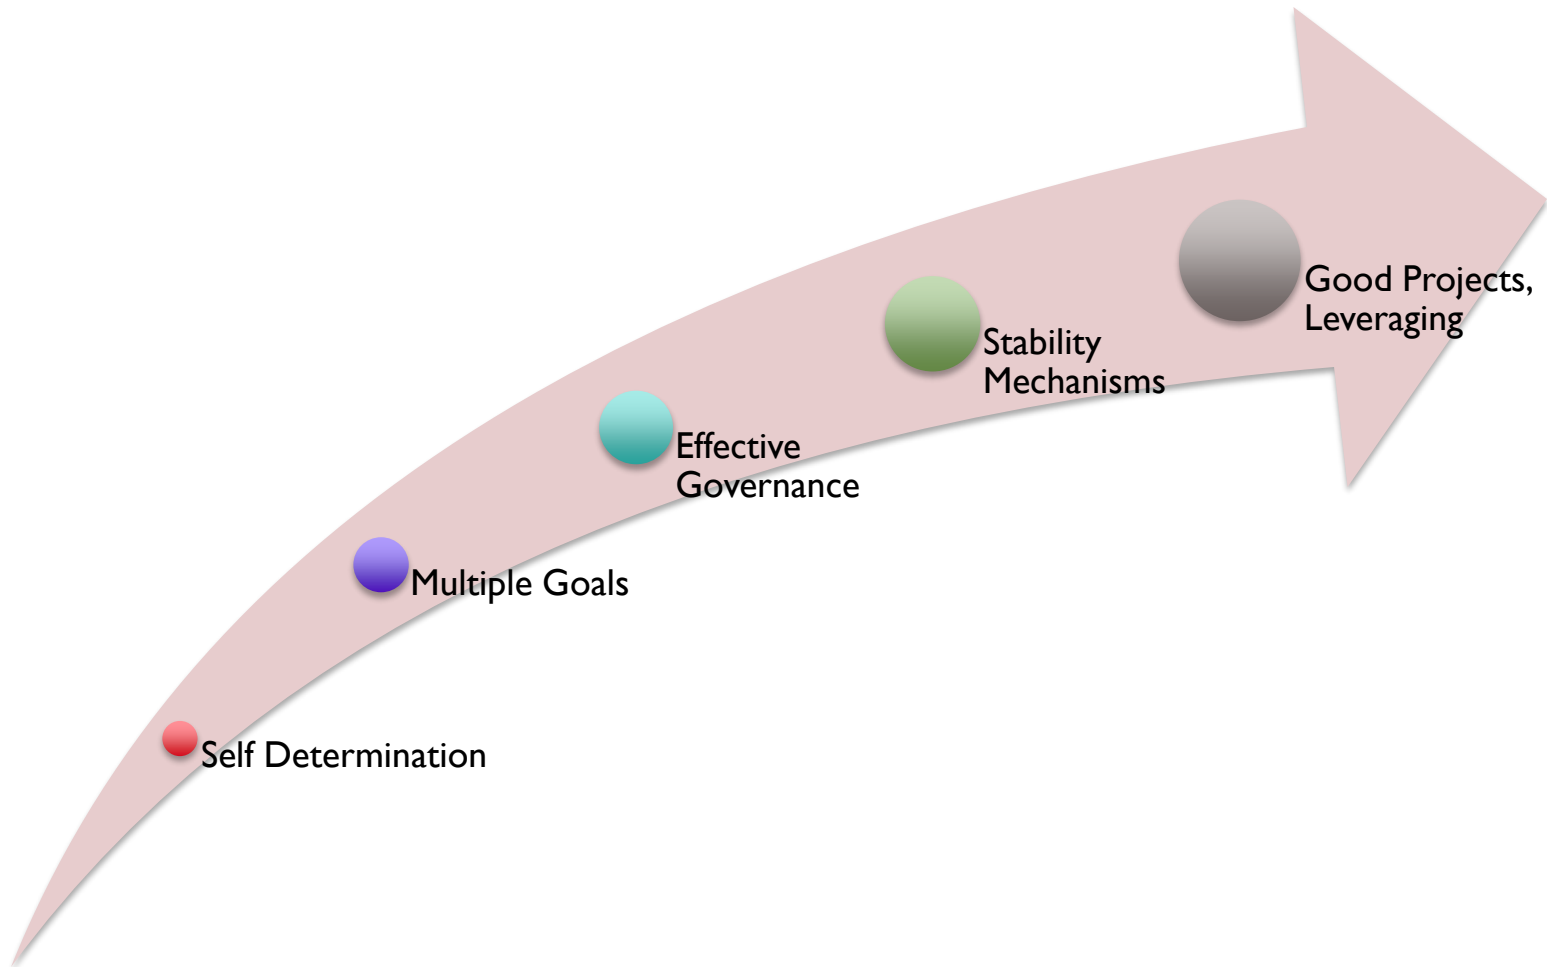 Good Projects,
Leveraging
Stability
Mechanisms
Effective
Governance
Multiple Goals
Self Determination